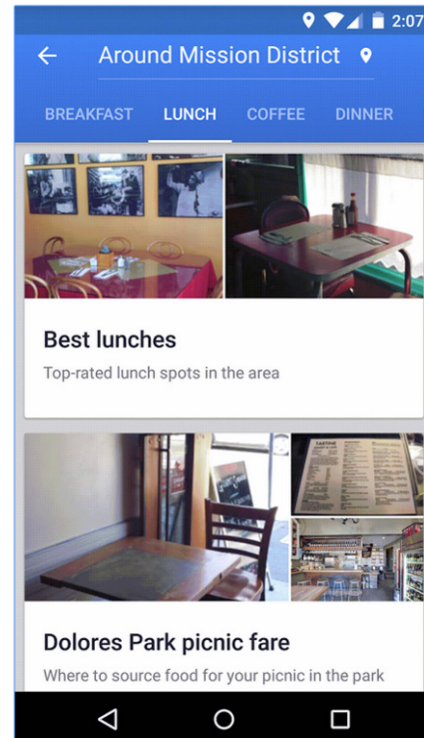 2:07
Around Mission District
BREAKFAST LUNCH COFFEE DINNER
Best lunches
Top-rated lunch spots in the area
TARTINE
Dolores Park picnic fare
Where to source food for your picnic in the park